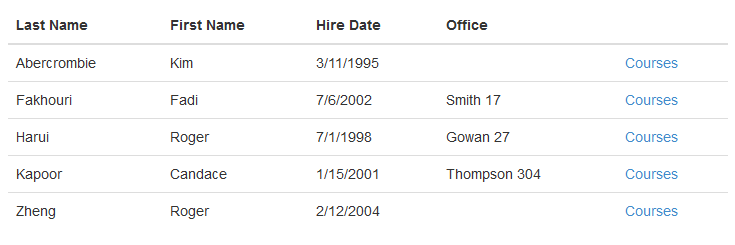 Last Name First Name Hire Date Office
Abercrombie Kim 3/11/1995 Courses
Fakhouri Fadi 7/6/2002 Smith 17 Courses
Harui Roger 7/1/1998 Gowan 27 Courses
Kapoor Candace 1/15/2001 Thompson 304 Courses
Zheng Roger 2/12/2004 Courses